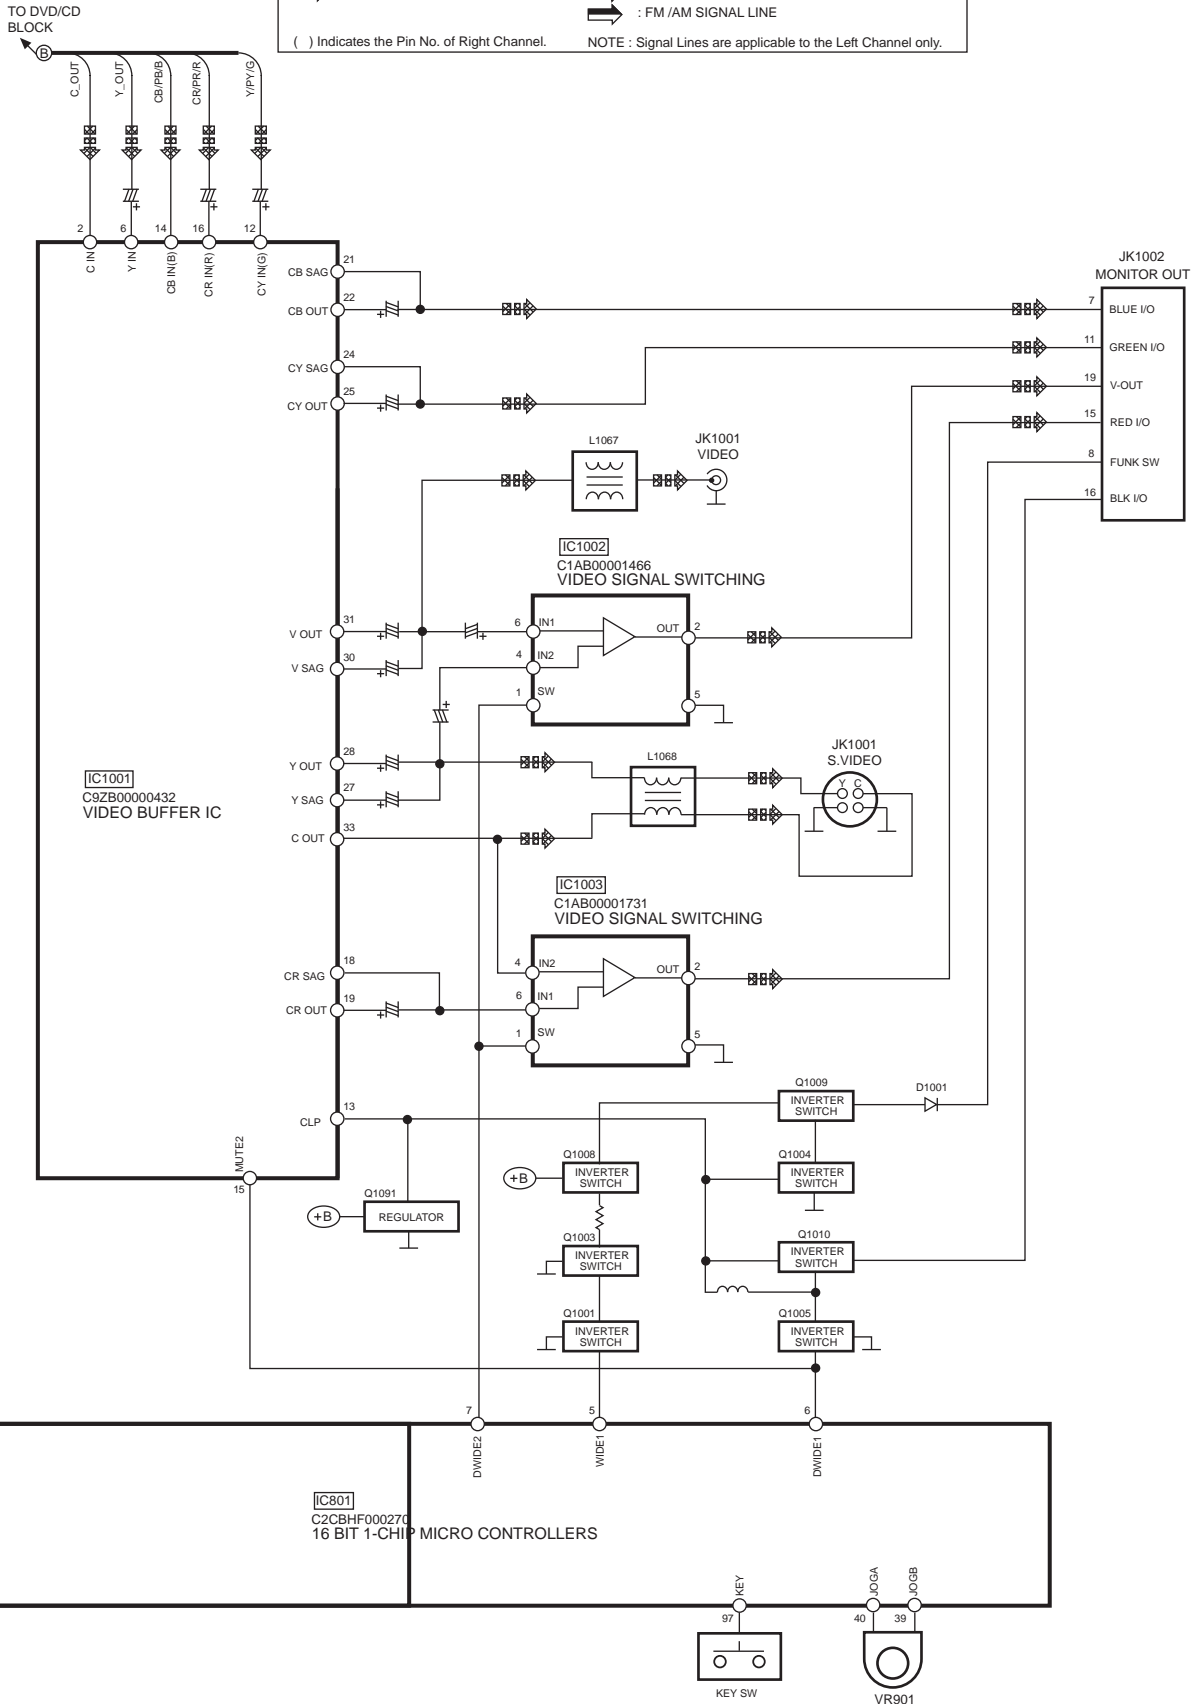 TO DVD/CD
BLOCK
B
: FM /AM SIGNAL LINE
( ) Indicates the Pin No. of Right Channel.
NOTE : Signal Lines are applicable to the Left Channel only.
C_OUT
Y_OUT
CB/PB/B
CR/PR/R
Y/PY/G
2
6
14
16
12
C IN
Y IN
CB IN(B)
CR IN(R)
CY IN(G)
CB SAG
21
CB OUT
22
CY SAG
24
CY OUT
25
JK1002
MONITOR OUT
7
BLUE I/O
11
GREEN I/O
19
V-OUT
15
RED I/O
8
FUNK SW
16
BLK I/O
L1067
JK1001
VIDEO
IC1002
C1AB00001466
VIDEO SIGNAL SWITCHING
V OUT
31
V SAG
30
6
IN1
4
IN2
1
SW
OUT
2
5
IC1001
C9ZB00000432
VIDEO BUFFER IC
Y OUT
28
Y SAG
27
C OUT
33
L1068
JK1001
S.VIDEO
Y C
IC1003
C1AB00001731
VIDEO SIGNAL SWITCHING
CR SAG
18
CR OUT
19
4
IN2
6
IN1
1
SW
OUT
2
5
CLP
13
MUTE2
15
Q1091
+B
REGULATOR
Q1008
+B
INVERTER
SWITCH
Q1003
INVERTER
SWITCH
Q1001
INVERTER
SWITCH
Q1009
INVERTER
SWITCH
D1001
Q1004
INVERTER
SWITCH
Q1010
INVERTER
SWITCH
Q1005
INVERTER
SWITCH
7
5
6
DWIDE2
WIDE1
DWIDE1
IC801
C2CBHF000270
16 BIT 1-CHIP MICRO CONTROLLERS
KEY
JOGA
JOGB
97
40
39
KEY SW
VR901